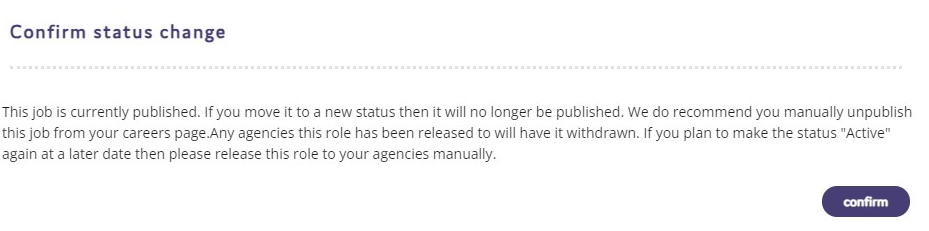 Confirm status change
This job is currently published. If you move it to a new status then it will no longer be published. We do recommend you manually unpublish
this job from your careers page.Any agencies this role has been released to will have it withdrawn. If you plan to make the status "Active"
again at a later date then please release this role to your agencies manually.
confirm